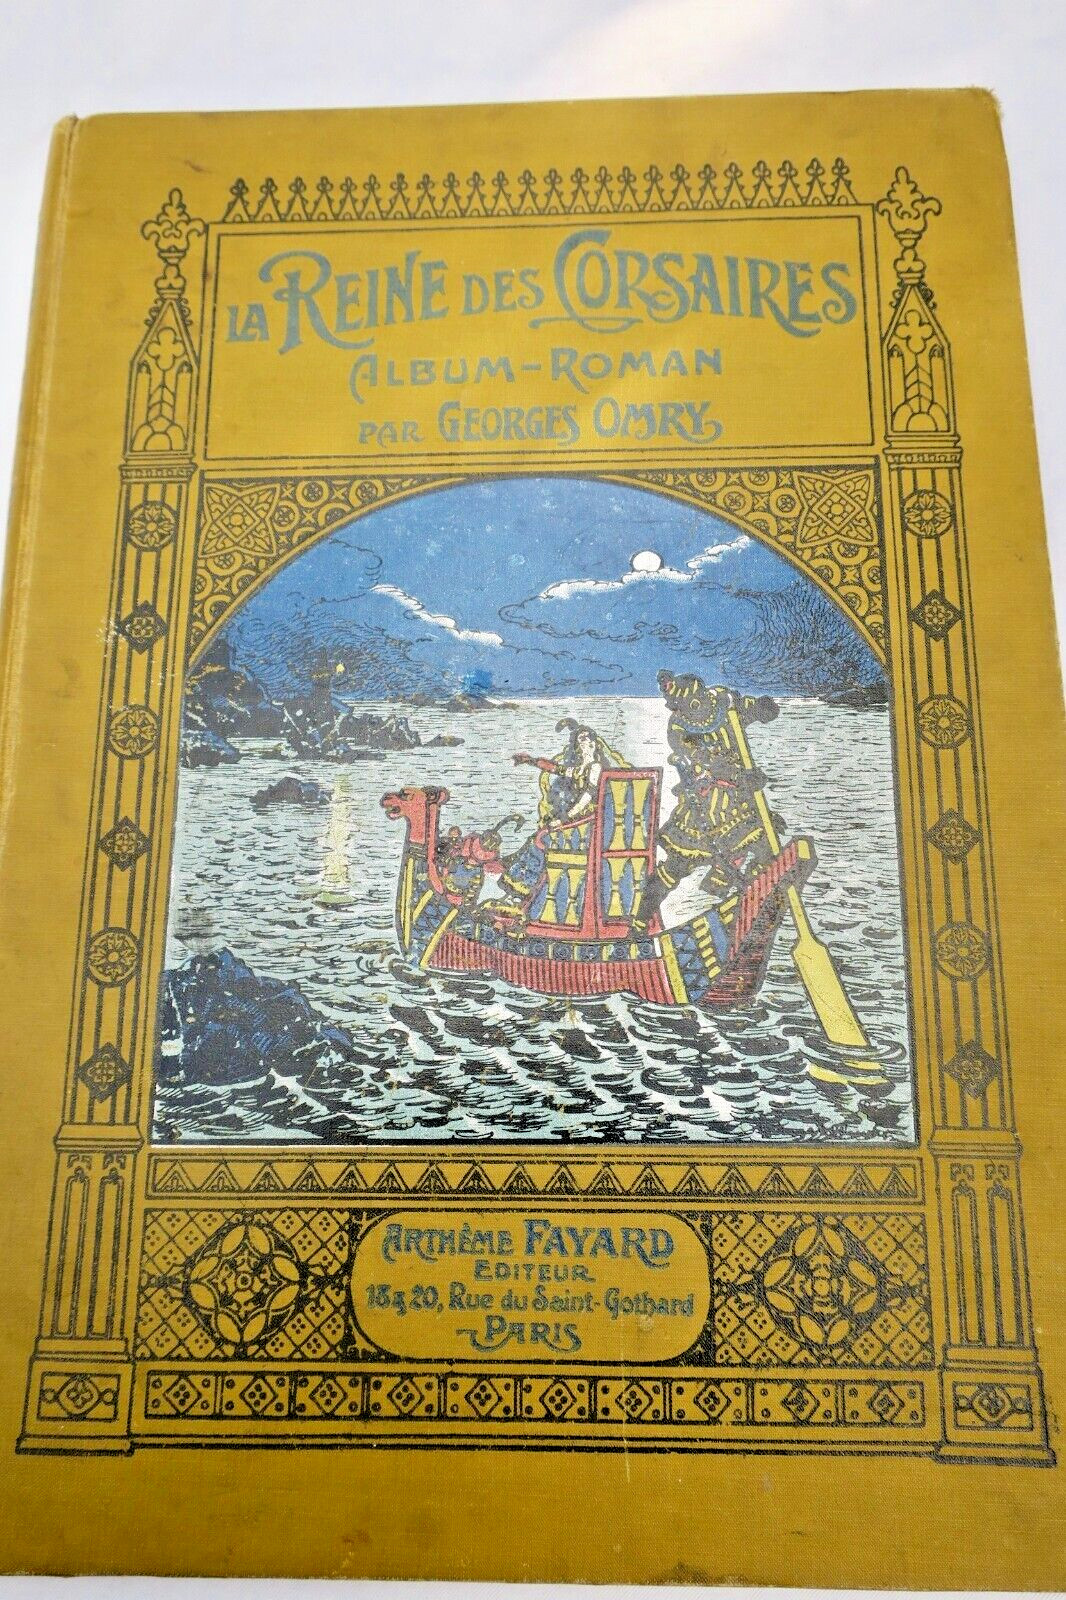 LA REINE DES CORSAIRES
ALBUM-ROMAN
PAR GEORGES OMRY
ARTHÈME FAYARD
EDITEUR
18 & 20, Rue du Saint-Gothard
PARIS